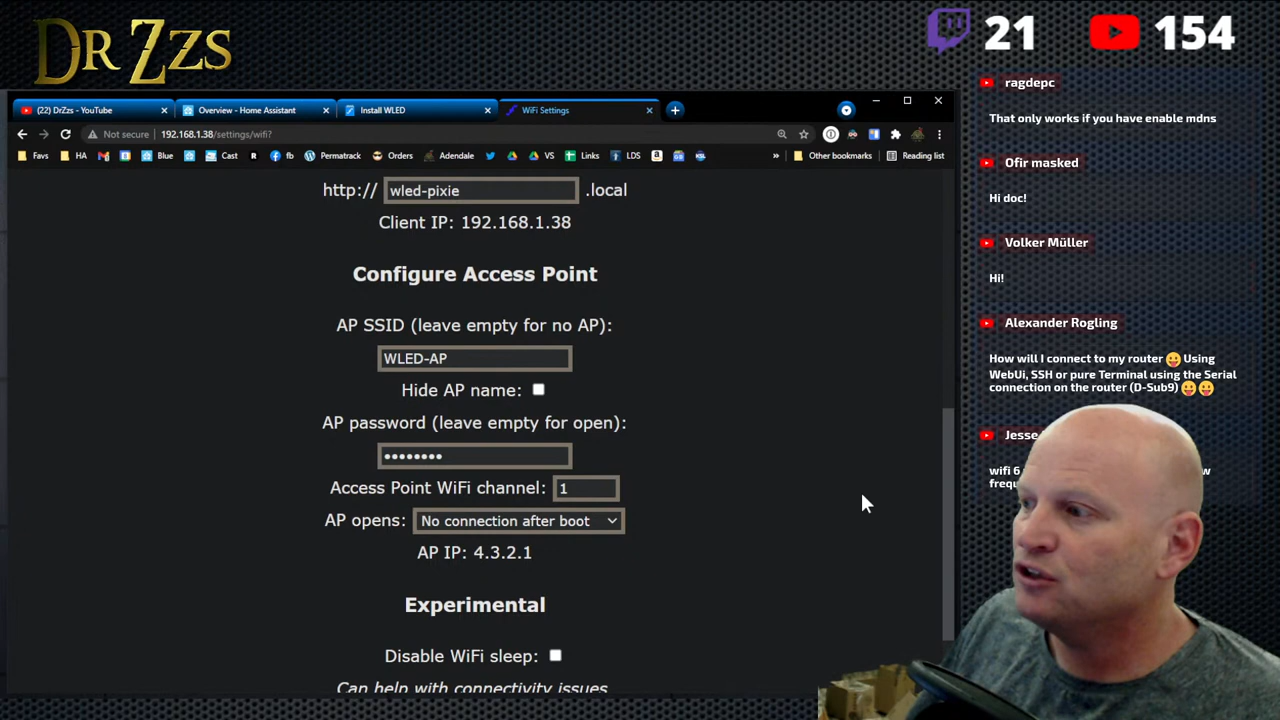 DR ZZS
21
154
(22) DrZzs - YouTube
Overview - Home Assistant
Install WLED
WiFi Settings
Not secure
192.168.1.38/settings/wifi?
Favs
HA
Blue
Cast
fb
Permatrack
Orders
Adendale
VS
Links
LDS
Other bookmarks
Reading list
http:// wled-pixie .local
Client IP: 192.168.1.38
Configure Access Point
AP SSID (leave empty for no AP):
WLED-AP
Hide AP name:
AP password (leave empty for open):
••••••••
Access Point WiFi channel: 1
AP opens: No connection after boot
AP IP: 4.3.2.1
Experimental
Disable WiFi sleep:
Can help with connectivity issues
ragdepc
That only works if you have enable mdns
Ofir masked
Hi doc!
Volker Müller
Hi!
Alexander Rogling
How will I connect to my router 😛 Using
WebUi, SSH or pure Terminal using the Serial
connection on the router (D-Sub9) 😛 😛
Jesse
wifi 6